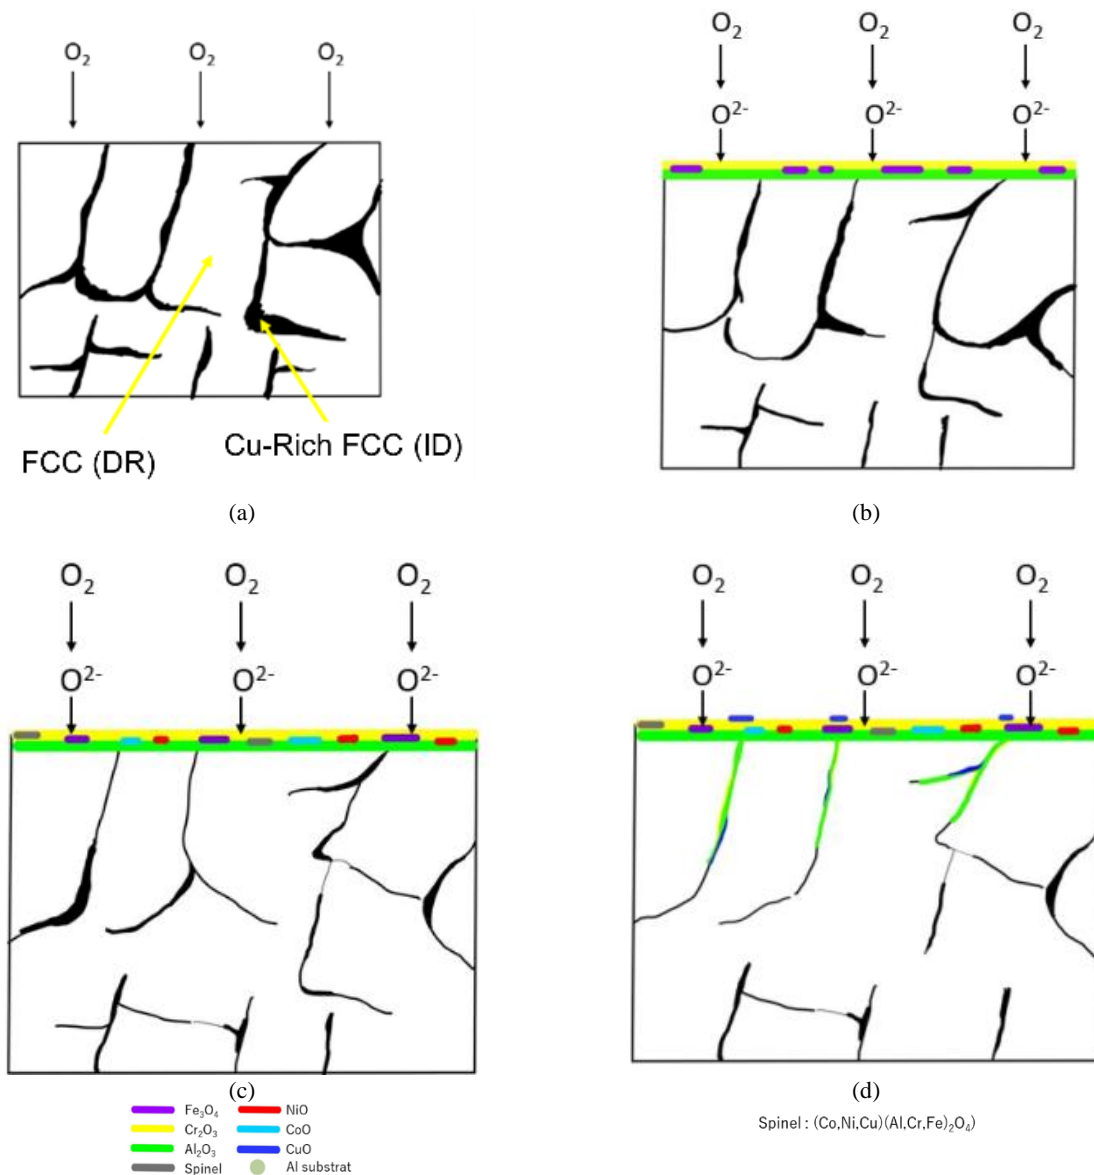 O₂ O₂ O₂
FCC (DR)
Cu-Rich FCC (ID)
(a)
O₂ O₂ O₂
O²⁻ O²⁻ O²⁻
(b)
O₂ O₂ O₂
O²⁻ O²⁻ O²⁻
(c)
O₂ O₂ O₂
O²⁻ O²⁻ O²⁻
(d)
Fe₃O₄ NiO
Cr₂O₃ CoO
Al₂O₃ CuO
Spinel Al substrat
Spinel : (Co,Ni,Cu)(Al,Cr,Fe)₂O₄)